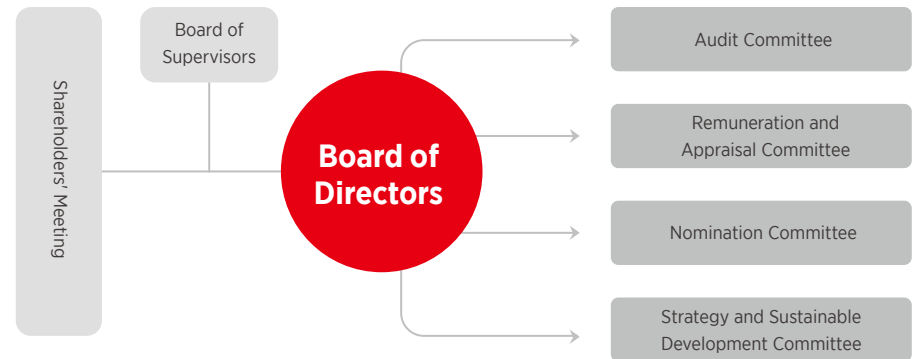 Shareholders' Meeting
Board of
Supervisors
Board of
Directors
Audit Committee
Remuneration and
Appraisal Committee
Nomination Committee
Strategy and Sustainable
Development Committee